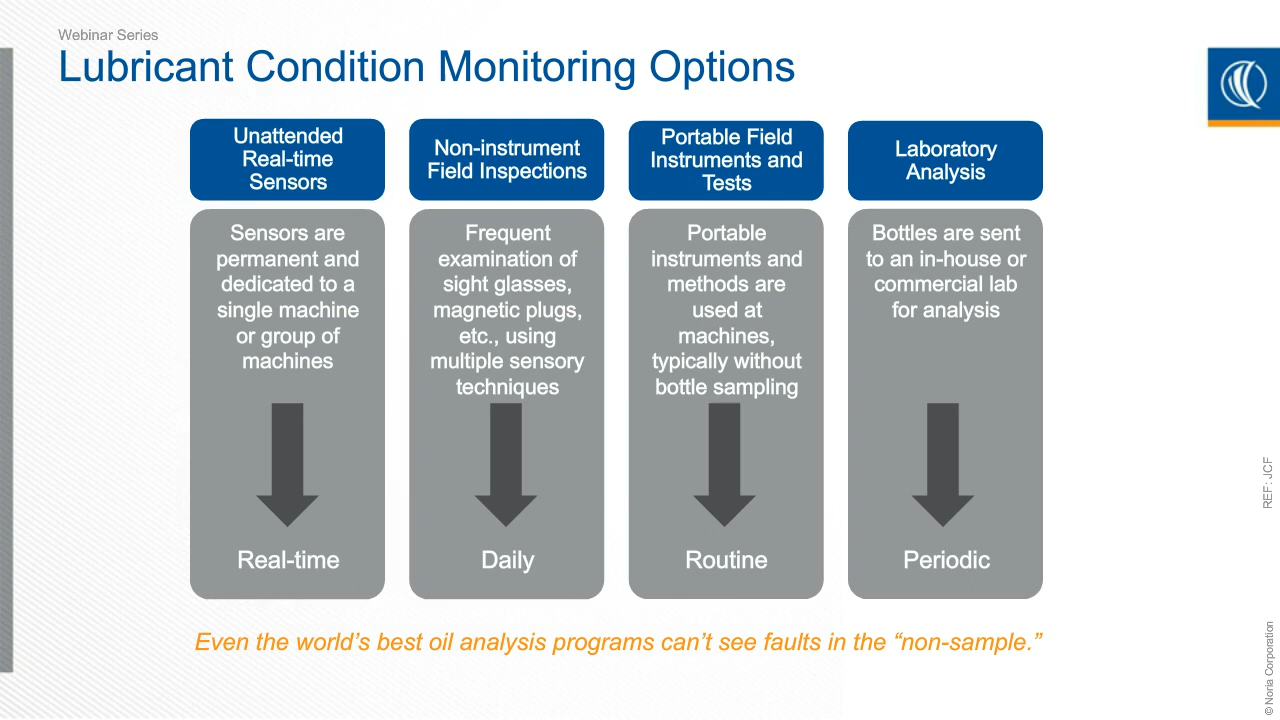 Webinar Series
Lubricant Condition Monitoring Options
Unattended
Real-time
Sensors
Sensors are
permanent and
dedicated to a
single machine
or group of
machines
Real-time
Non-instrument
Field Inspections
Frequent
examination of
sight glasses,
magnetic plugs,
etc., using
multiple sensory
techniques
Daily
Portable Field
Instruments and
Tests
Portable
instruments and
methods are
used at
machines,
typically without
bottle sampling
Routine
Laboratory
Analysis
Bottles are sent
to an in-house or
commercial lab
for analysis
Periodic
Even the world’s best oil analysis programs can’t see faults in the “non-sample.”
REF: JCF
© Noria Corporation